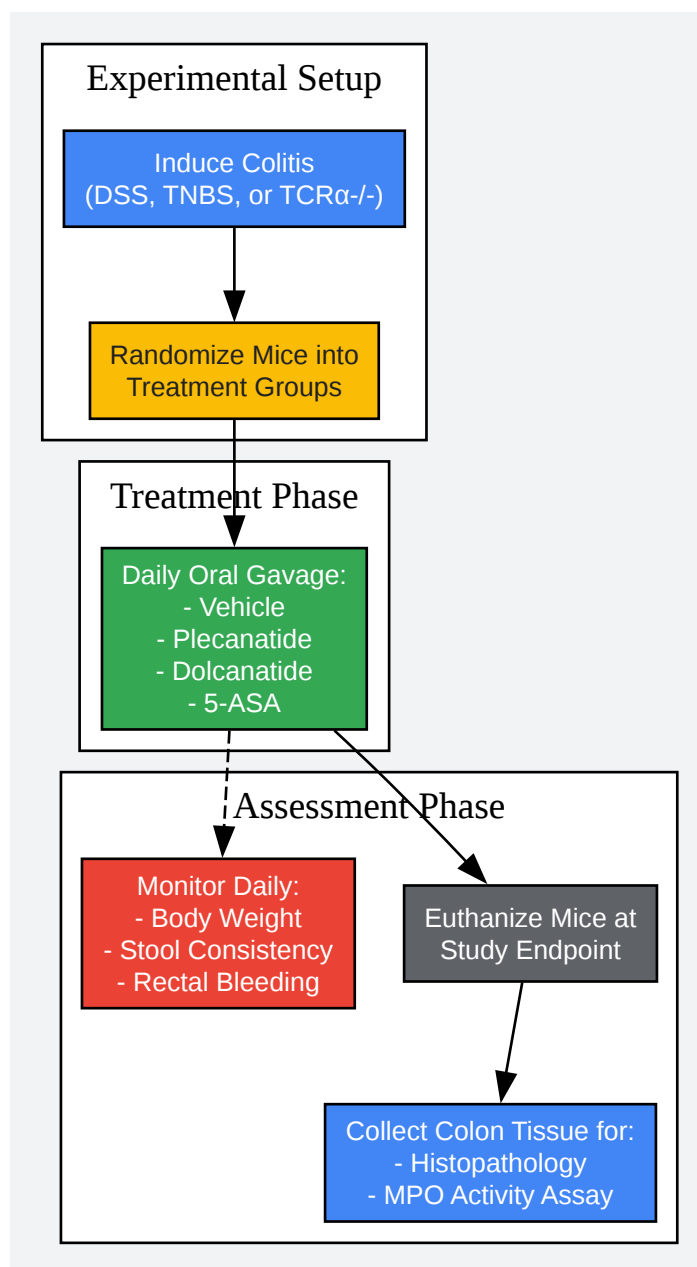 Experimental Setup
Induce Colitis
(DSS, TNBS, or TCRα-/-)
Randomize Mice into
Treatment Groups
Treatment Phase
Daily Oral Gavage:
- Vehicle
- Plecanatide
- Dolcanatide
- 5-ASA
Assessment Phase
Monitor Daily:
- Body Weight
- Stool Consistency
- Rectal Bleeding
Euthanize Mice at
Study Endpoint
Collect Colon Tissue for:
- Histopathology
- MPO Activity Assay